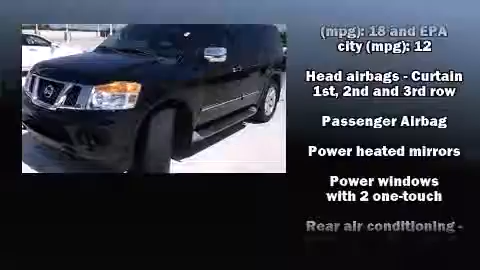 (mpg): 18 and EPA
city (mpg): 12
Head airbags - Curtain
1st, 2nd and 3rd row
Passenger Airbag
Power heated mirrors
Power windows
with 2 one-touch
Rear air conditioning -